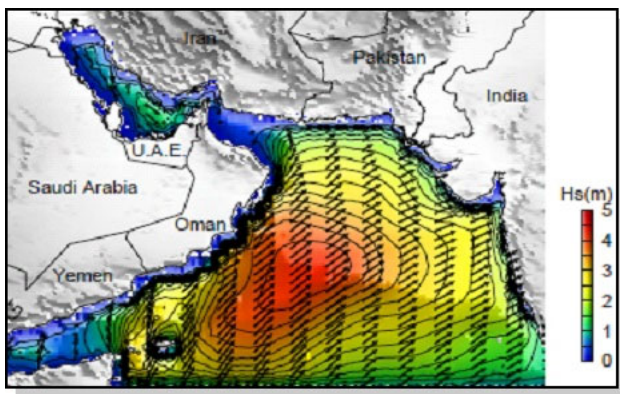 Iran
Pakistan
India
U.A.E.
Saudi Arabia
Oman
Yemen
Hs(m)
5
4
3
2
1
0